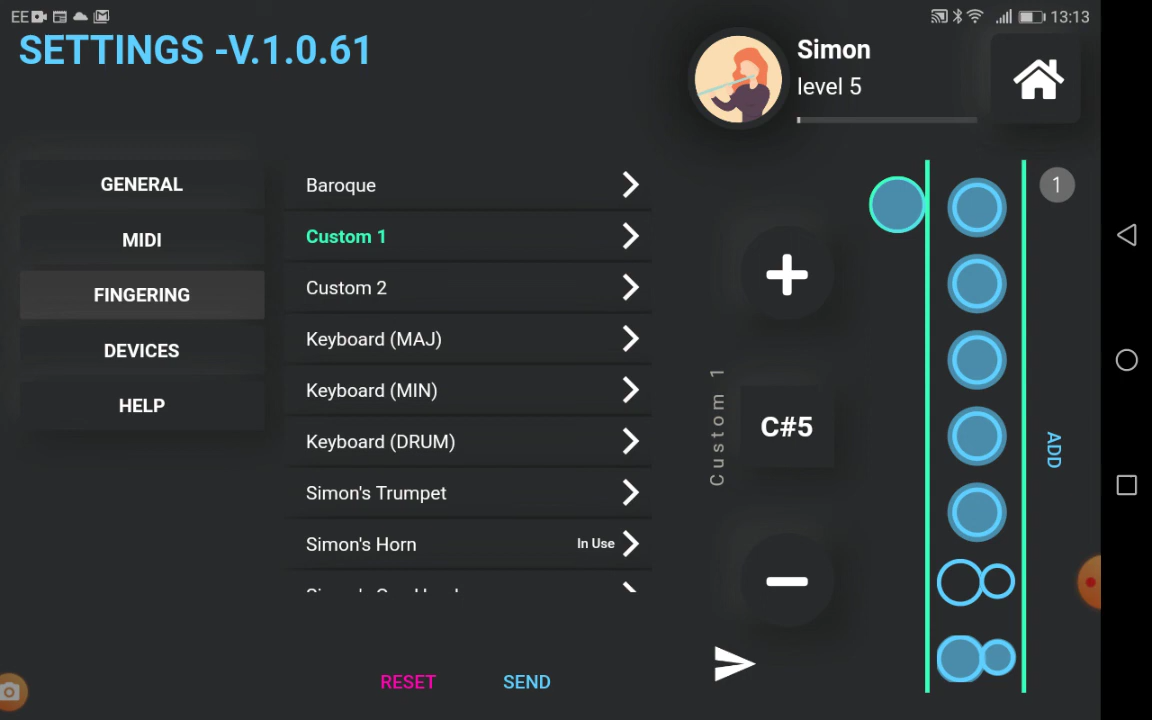 EE
13:13
SETTINGS -V.1.0.61
Simon
level 5
GENERAL
MIDI
FINGERING
DEVICES
HELP
Baroque
Custom 1
Custom 2
Keyboard (MAJ)
Keyboard (MIN)
Keyboard (DRUM)
Simon's Trumpet
Simon's Horn In Use
RESET
SEND
Custom 1
C#5
1
ADD